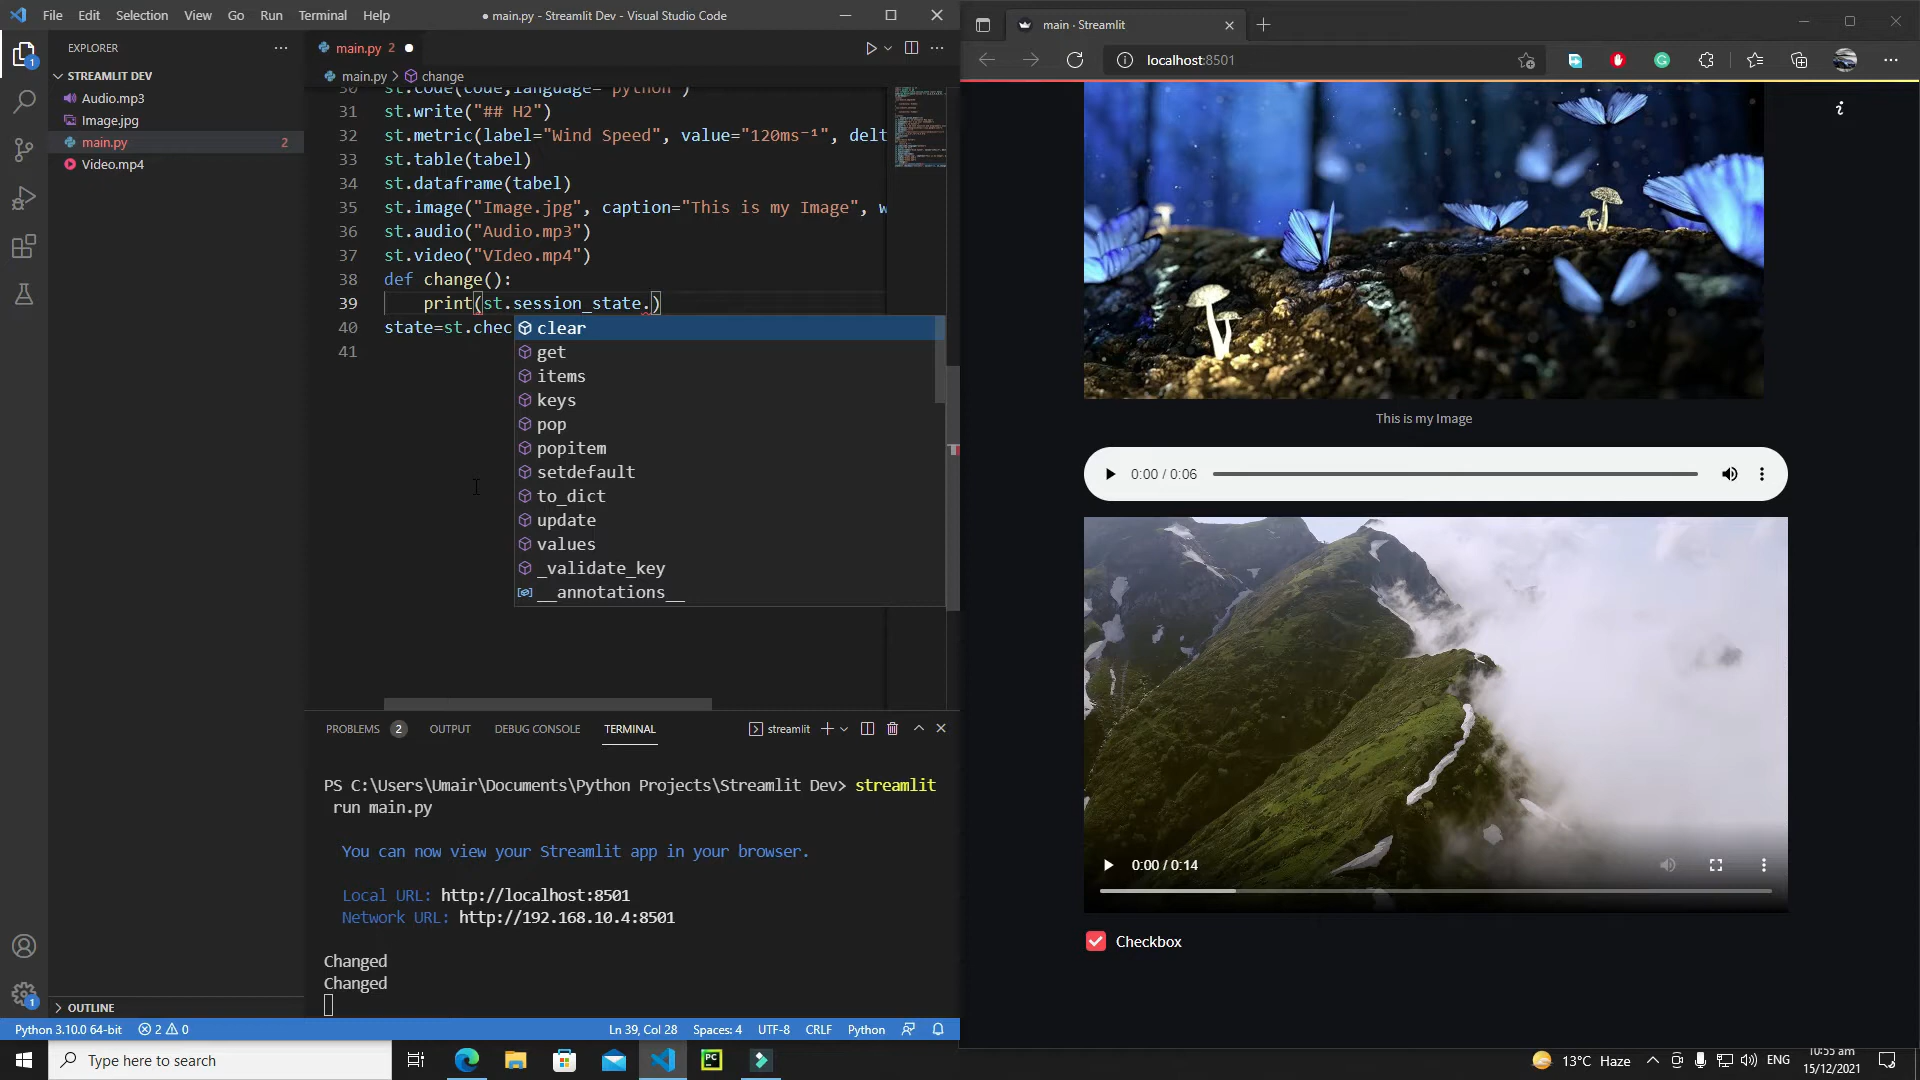 File Edit Selection View Go Run Terminal Help
● main.py - Streamlit Dev - Visual Studio Code
EXPLORER
STREAMLIT DEV
Audio.mp3
Image.jpg
main.py 2
Video.mp4
OUTLINE
main.py 2
main.py > change
30 st.code(code,language="python")
31 st.write("## H2")
32 st.metric(label="Wind Speed", value="120ms⁻¹", delt
33 st.table(tabel)
34 st.dataframe(tabel)
35 st.image("Image.jpg", caption="This is my Image", w
36 st.audio("Audio.mp3")
37 st.video("VIdeo.mp4")
38 def change():
39 print(st.session_state.)
40 state=st.chec
41
clear
get
items
keys
pop
popitem
setdefault
to_dict
update
values
_validate_key
__annotations__
PROBLEMS 2 OUTPUT DEBUG CONSOLE TERMINAL streamlit
PS C:\Users\Umair\Documents\Python Projects\Streamlit Dev> streamlit
run main.py
You can now view your Streamlit app in your browser.
Local URL: http://localhost:8501
Network URL: http://192.168.10.4:8501
Changed
Changed
Python 3.10.0 64-bit 2 0 Ln 39, Col 28 Spaces: 4 UTF-8 CRLF Python
main · Streamlit
localhost:8501
This is my Image
0:00 / 0:06
0:00 / 0:14
Checkbox
Type here to search
13°C Haze ENG
10:55 am
15/12/2021